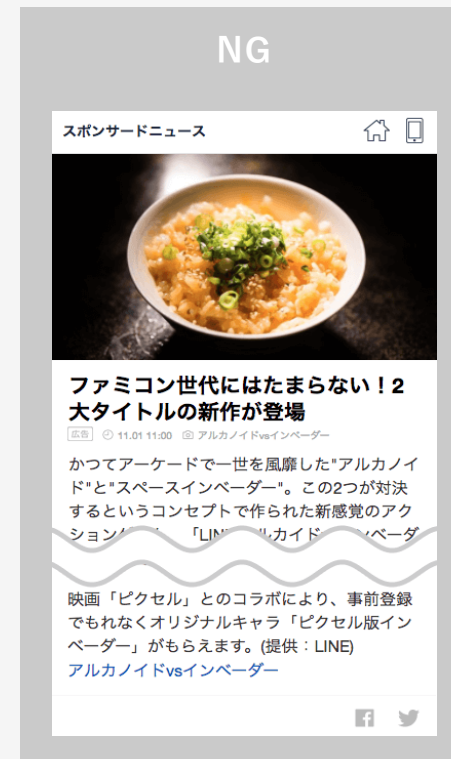 NG
スポンサードニュース
ファミコン世代にはたまらない！2
大タイトルの新作が登場
広告 11.01 11:00 アルカノイドvsインベーダー
かつてアーケードで一世を風靡した"アルカノイ
ド"と"スペースインベーダー"。この2つが対決
するというコンセプトで作られた新感覚のアク
ション
映画「ピクセル」とのコラボにより、事前登録
でもれなくオリジナルキャラ「ピクセル版イン
ベーダー」がもらえます。(提供：LINE)
アルカノイドvsインベーダー